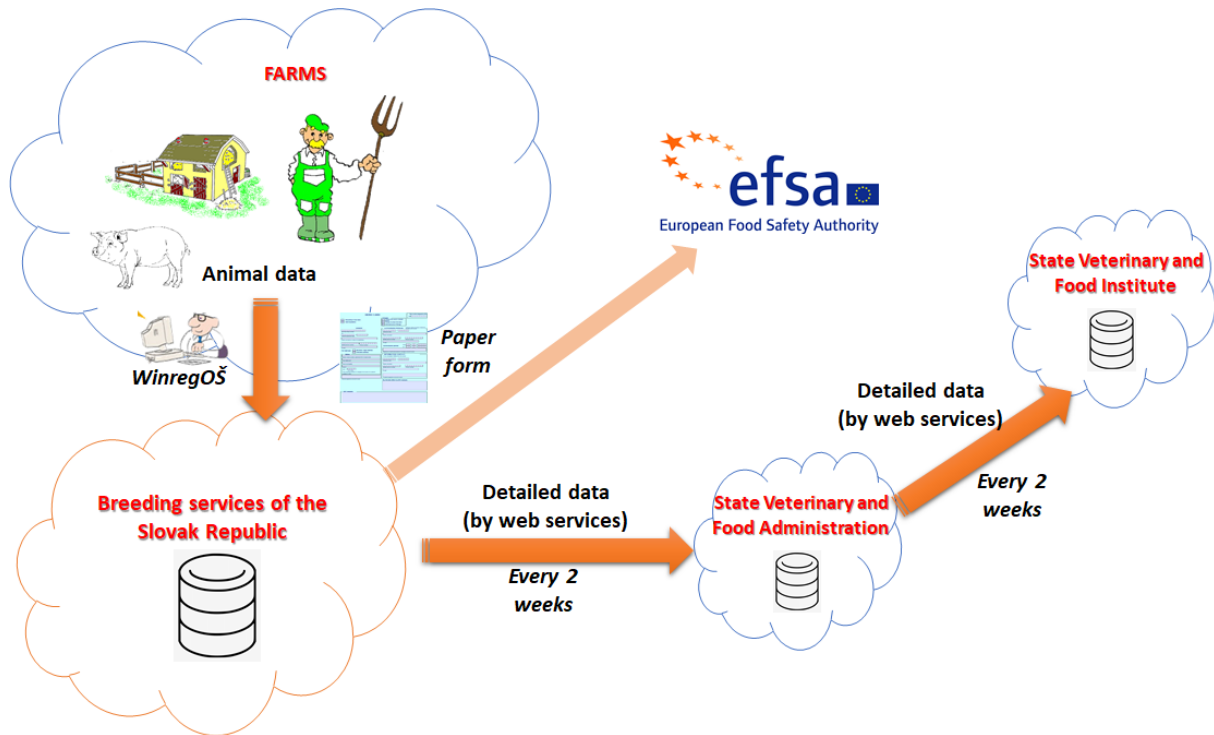 FARMS
Animal data
WinregOŠ
Paper
form
efsa
European Food Safety Authority
State Veterinary and
Food Institute
Detailed data
(by web services)
Every 2
weeks
Breeding services of the
Slovak Republic
Detailed data
(by web services)
Every 2
weeks
State Veterinary and
Food Administration